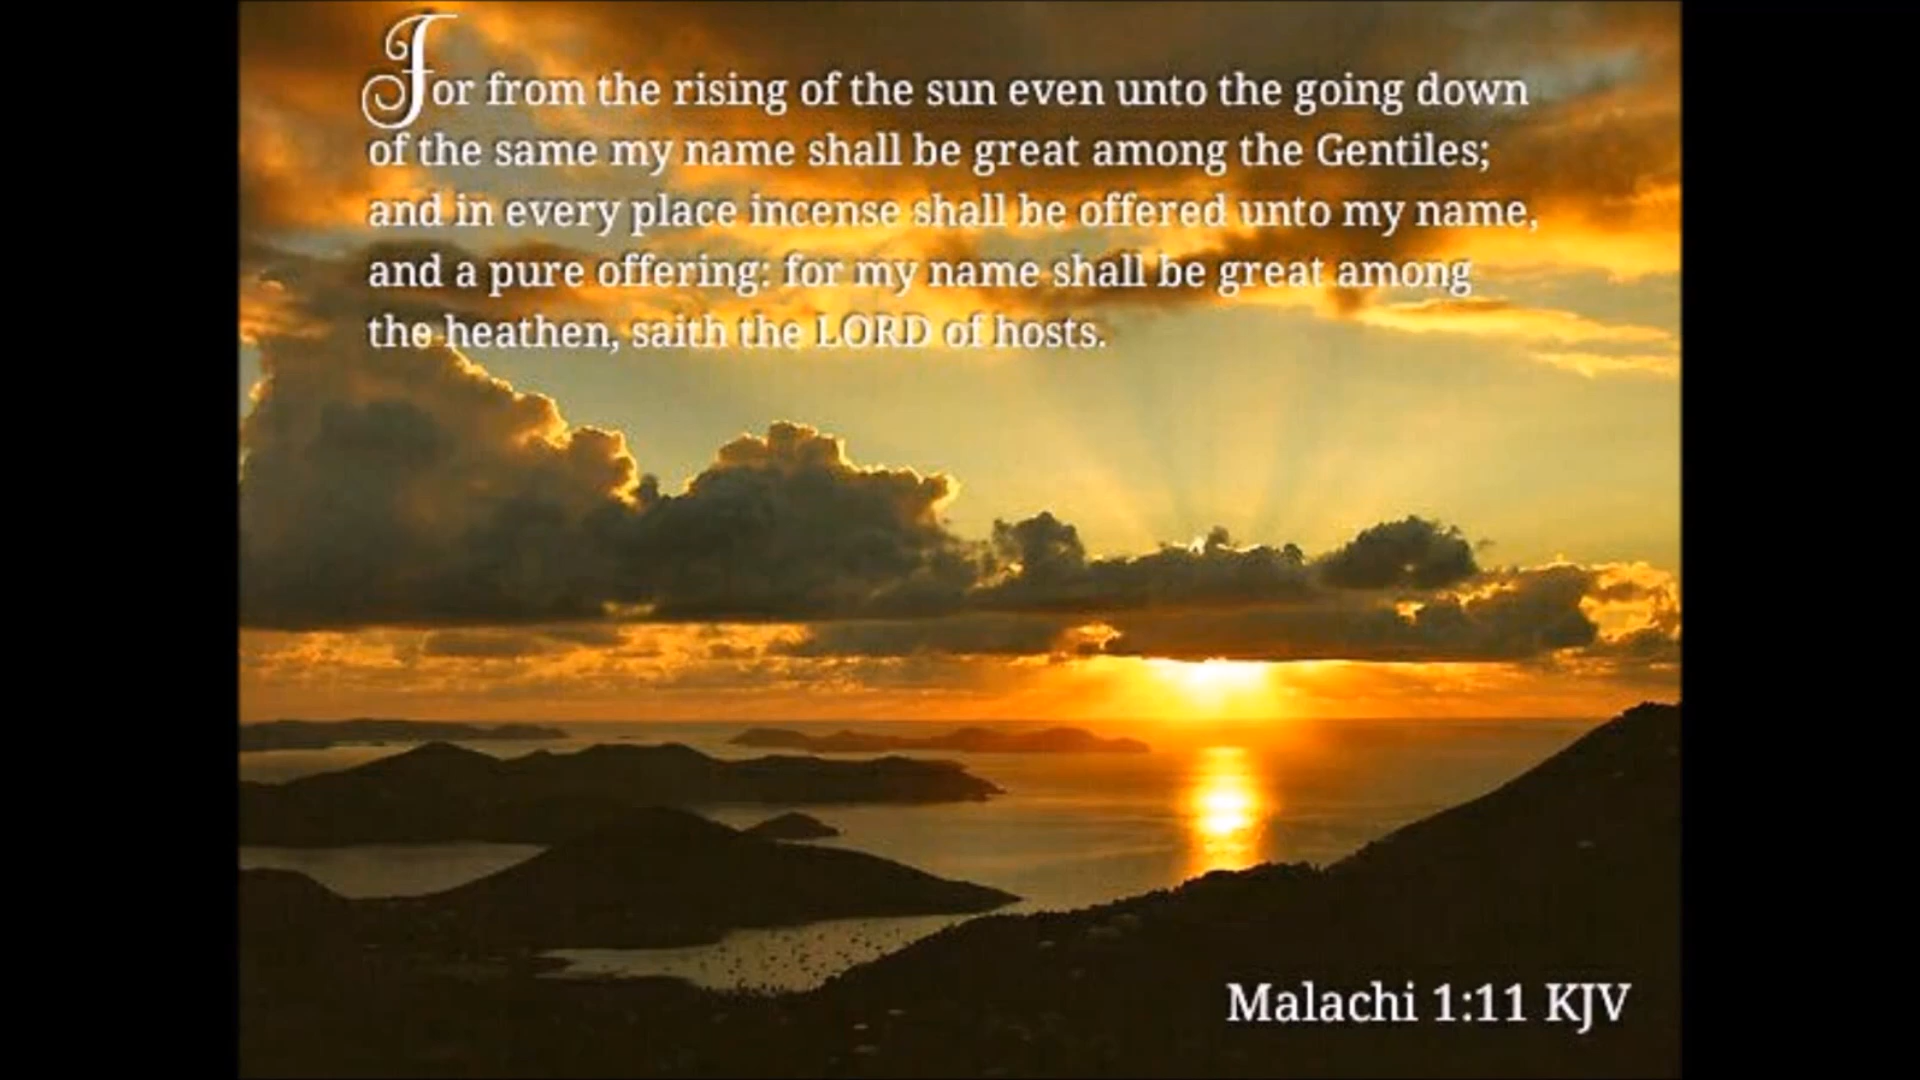 For from the rising of the sun even unto the going down
of the same my name shall be great among the Gentiles;
and in every place incense shall be offered unto my name,
and a pure offering: for my name shall be great among
the heathen, saith the LORD of hosts.
Malachi 1:11 KJV